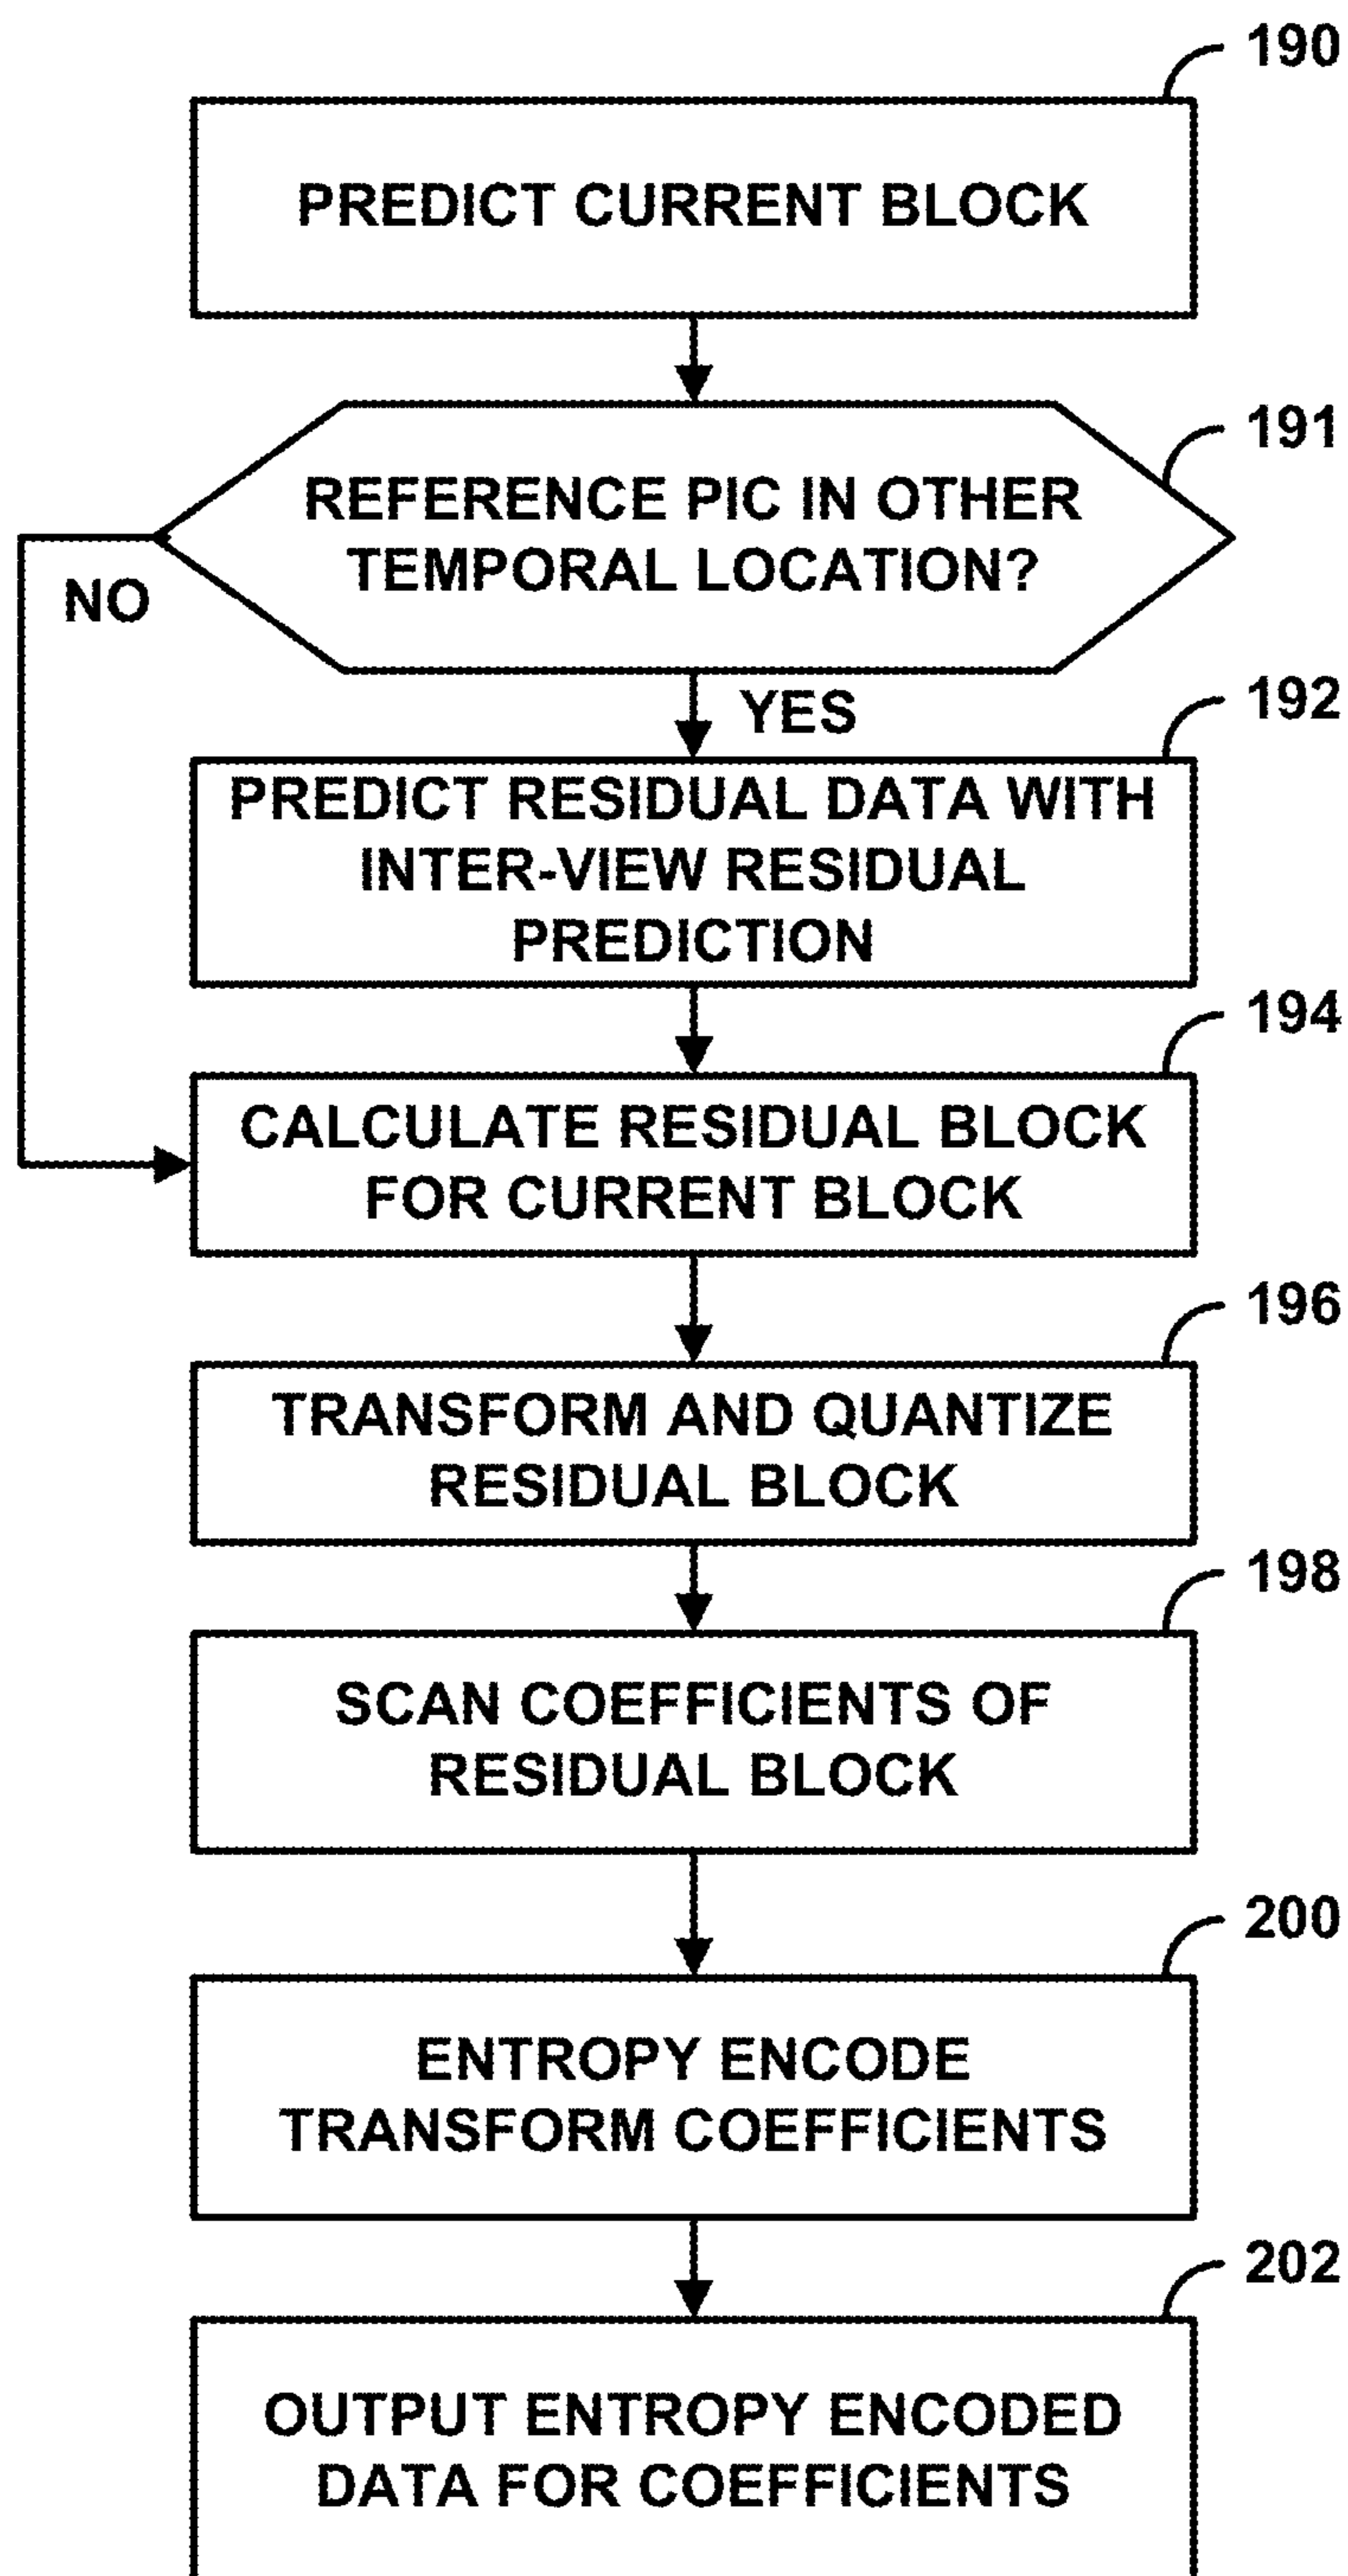 190
PREDICT CURRENT BLOCK
191
REFERENCE PIC IN OTHER
TEMPORAL LOCATION?
NO
YES
192
PREDICT RESIDUAL DATA WITH
INTER-VIEW RESIDUAL
PREDICTION
194
CALCULATE RESIDUAL BLOCK
FOR CURRENT BLOCK
196
TRANSFORM AND QUANTIZE
RESIDUAL BLOCK
198
SCAN COEFFICIENTS OF
RESIDUAL BLOCK
200
ENTROPY ENCODE
TRANSFORM COEFFICIENTS
202
OUTPUT ENTROPY ENCODED
DATA FOR COEFFICIENTS